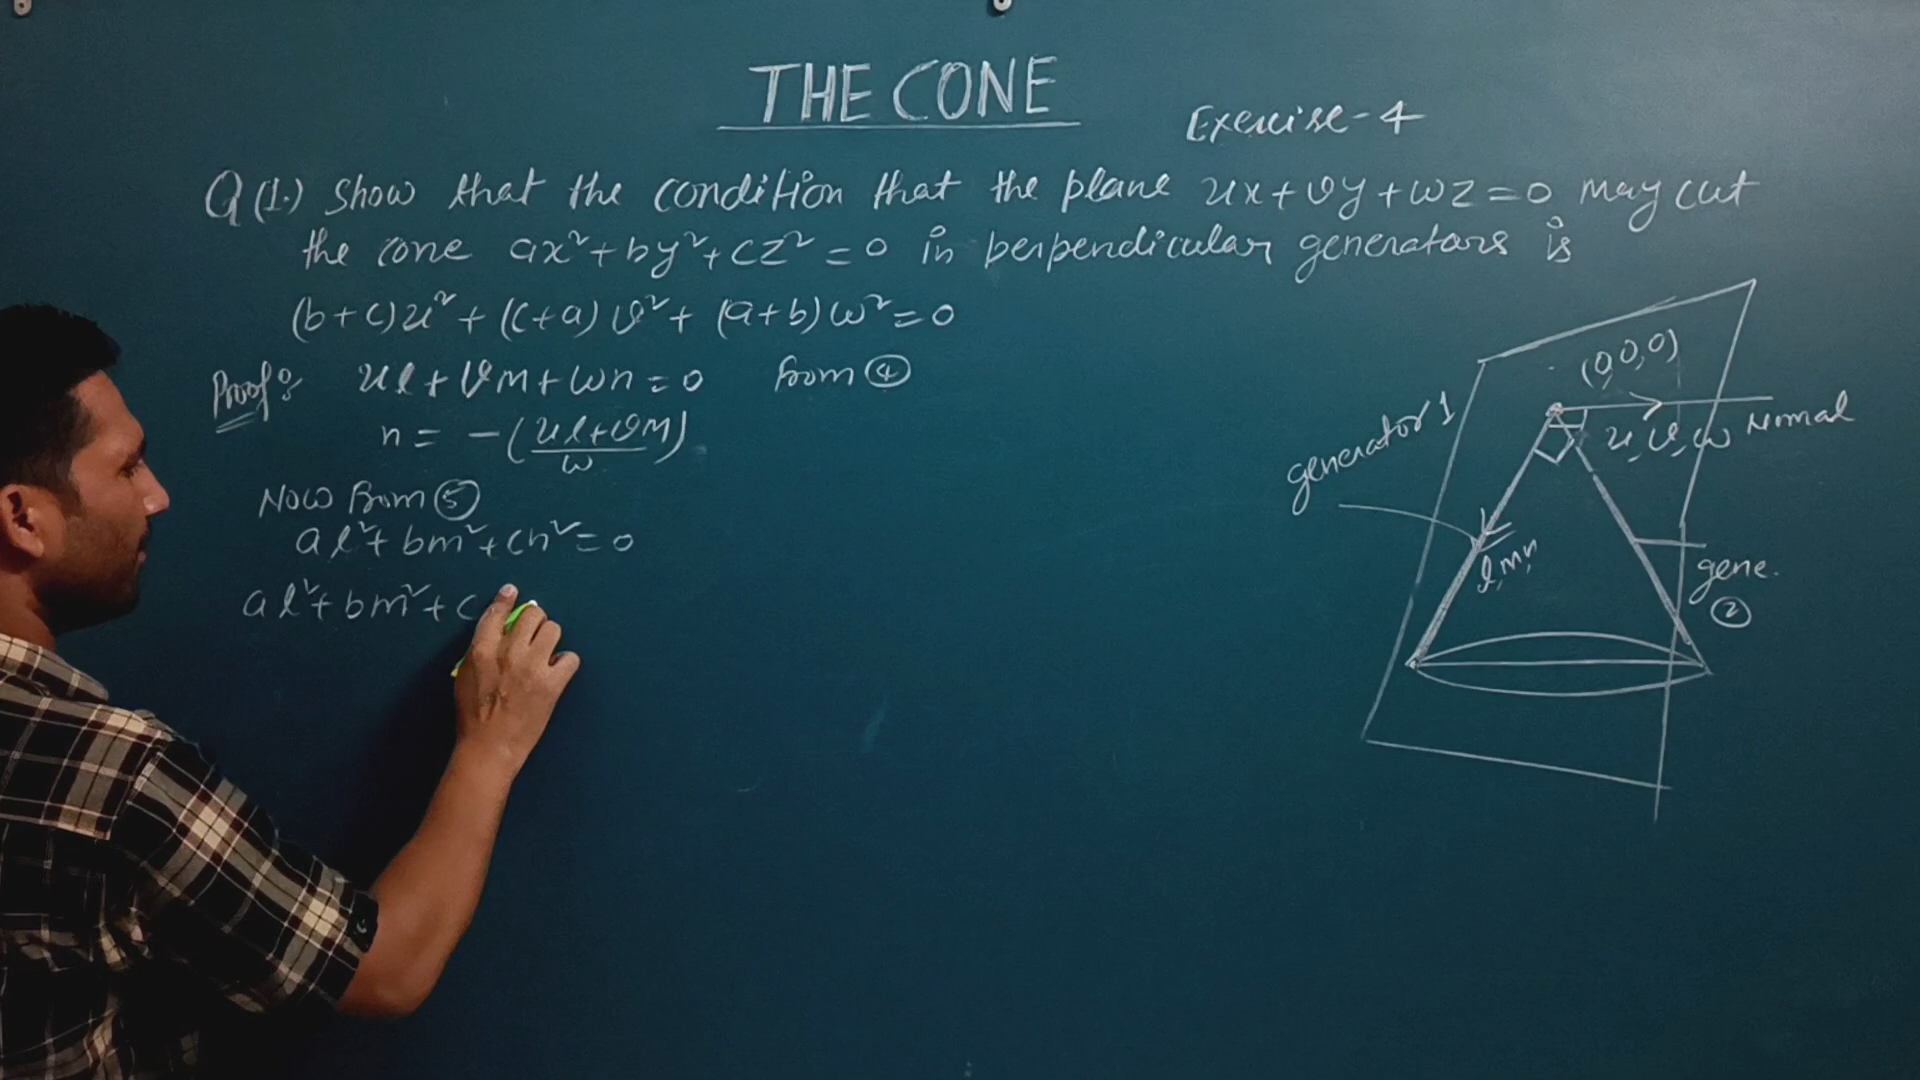 THE CONE
Exercise-4
Q(1.) Show that the condition that the plane ux+vy+wz=0 may cut
the cone ax²+by²+cz²=0 in perpendicular generators is
(b+c)u²+(c+a)v²+(a+b)w²=0
Proof: ul+vm+wn=0 from ④
n = -(ul+vm)/w
Now from ⑤
al²+bm²+cn²=0
al²+bm²+c
(0,0,0)
generator 1
u,v,w Normal
l,m,n
gene.
②